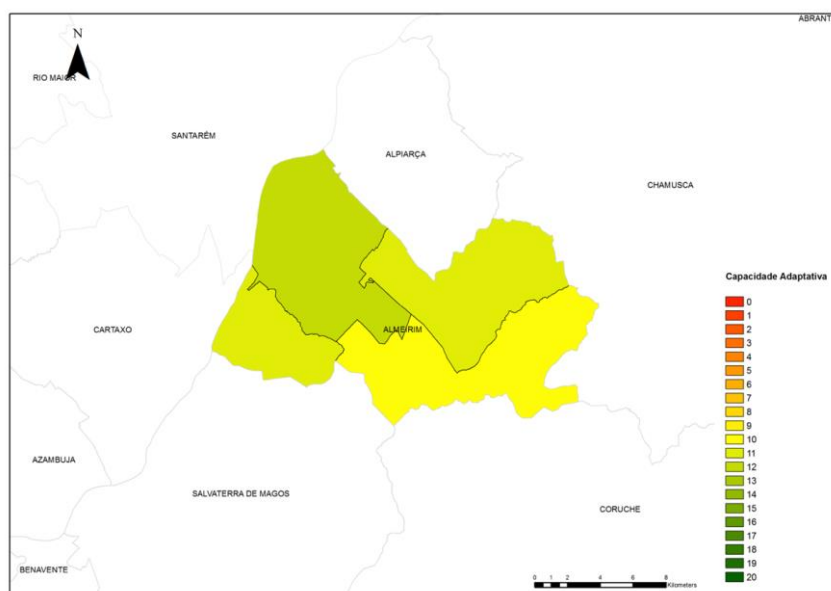 ABRANT
N
RIO MAIOR
SANTARÉM
ALPIARÇA
CHAMUSCA
CARTAXO
ALMEIRIM
AZAMBUJA
SALVATERRA DE MAGOS
CORUCHE
BENAVENTE
Capacidade Adaptativa
0
1
2
3
4
5
6
7
8
9
10
11
12
13
14
15
16
17
18
19
20
0 1 2 4 6 8
Kilometers